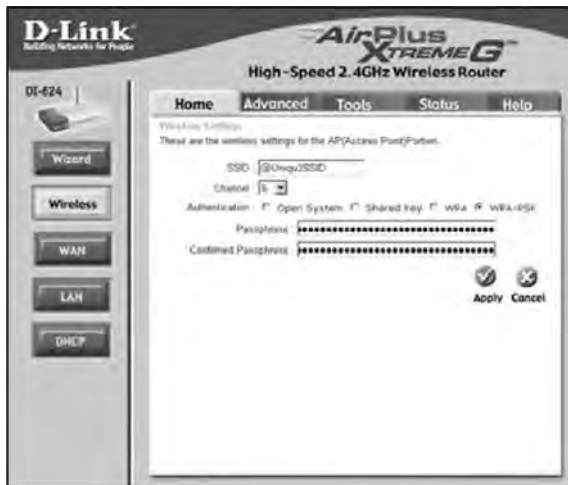 D-Link
Building Networks for People
AirPlus
XTREME G
High-Speed 2.4GHz Wireless Router
DI-624
Home Advanced Tools Status Help
Wireless Settings
These are the wireless settings for the AP(Access Point)Portion.
Wizard
Wireless
WAN
LAN
DHCP
SSID :
Channel : 6
Authentication : Open System Shared Key WPA WPA-PSK
Passphrase :
Confirmed Passphrase :
Apply Cancel